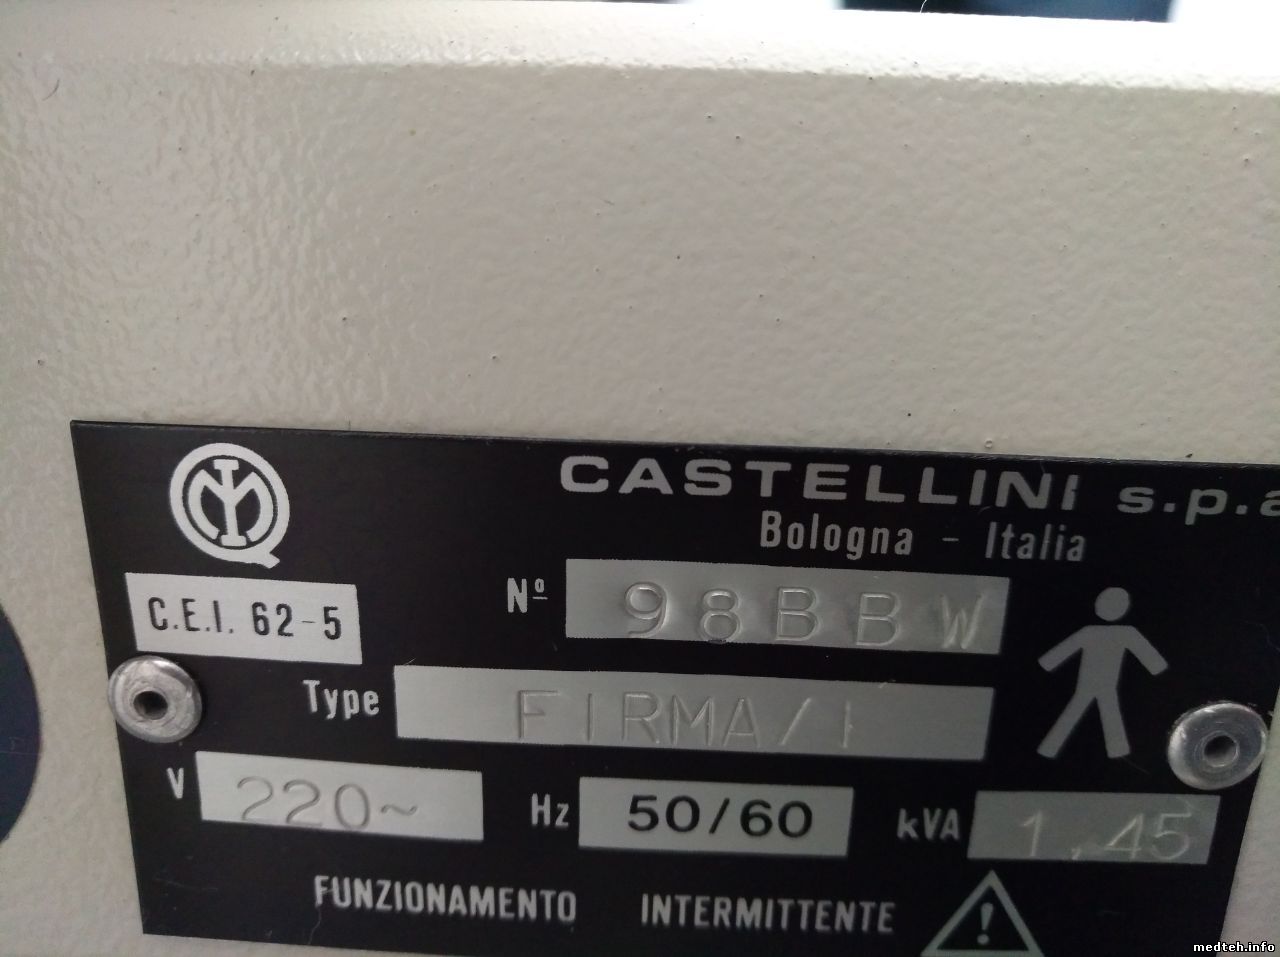 CASTELLINI s.p.a
Bologna - Italia
C.E.I. 62-5
Nº 98BBW
Type FIRMA/I
V 220~ Hz 50/60 kVA 1,45
FUNZIONAMENTO INTERMITTENTE
medteh.info